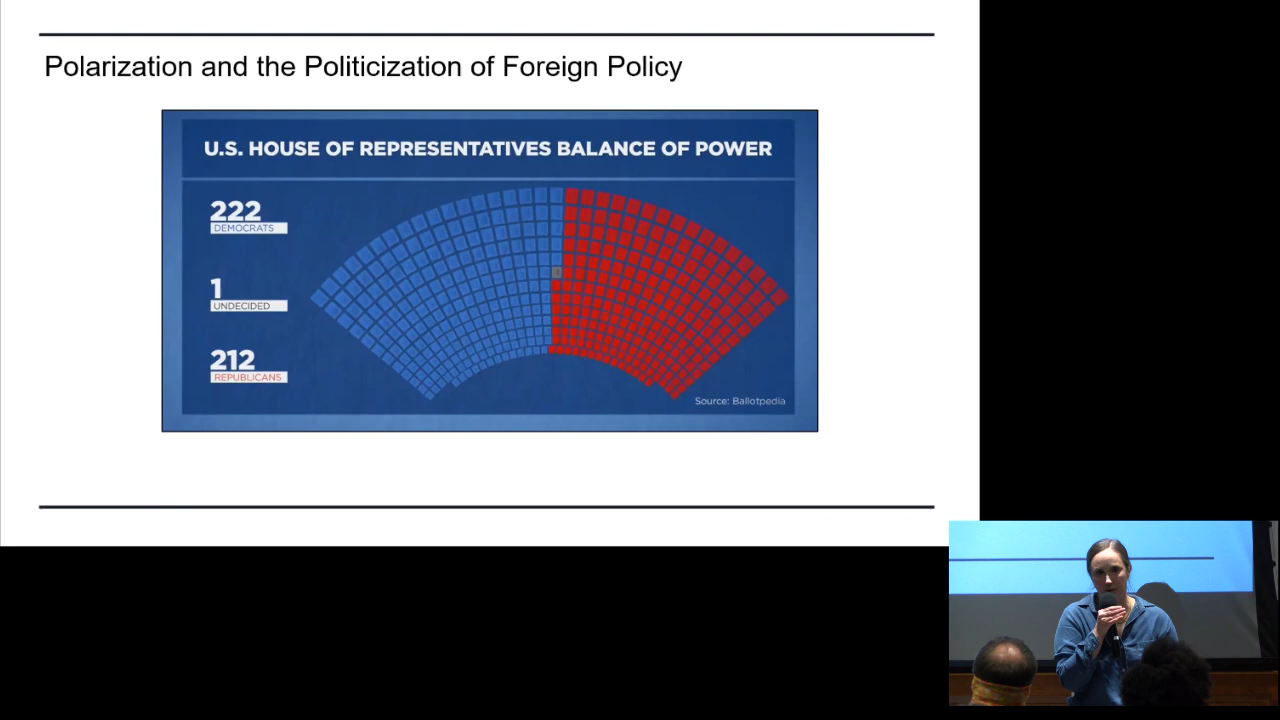 Polarization and the Politicization of Foreign Policy
U.S. HOUSE OF REPRESENTATIVES BALANCE OF POWER
222
DEMOCRATS
1
UNDECIDED
212
REPUBLICANS
Source: Ballotpedia